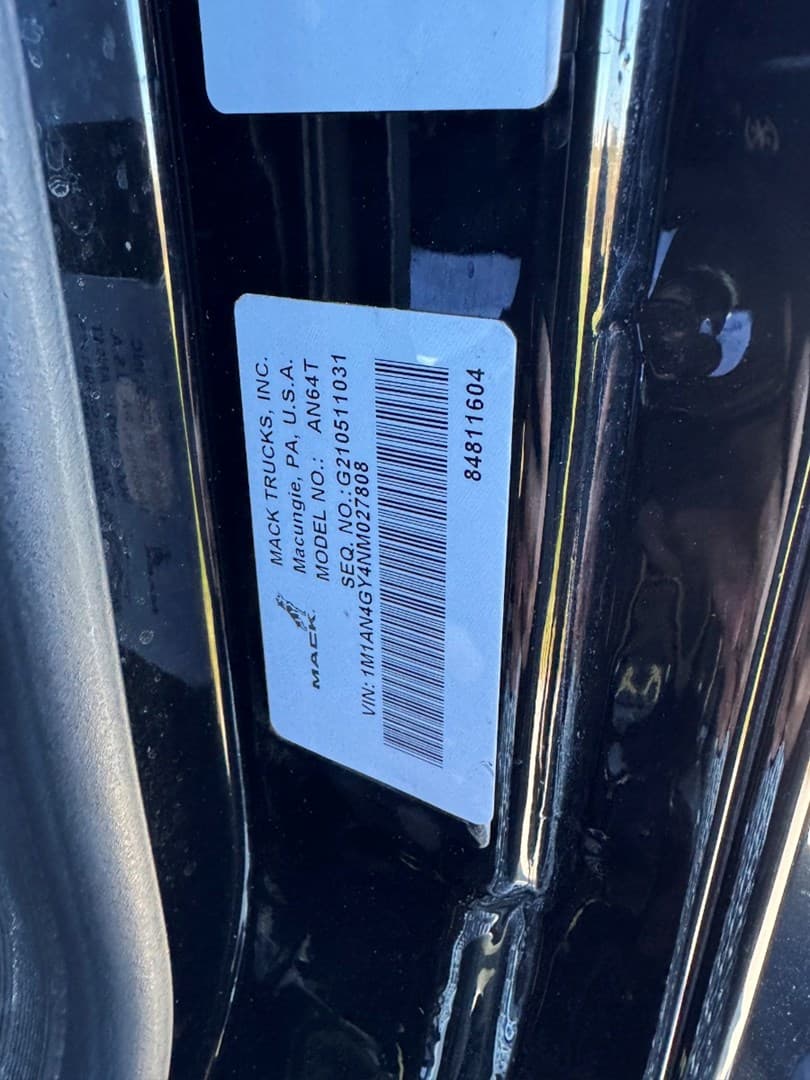 MACK TRUCKS, INC.
Macungie, PA, U.S.A.
MODEL NO.: AN64T
SEQ. NO.:G210511031
MACK.
VIN: 1M1AN4GY4NM027808
84811604